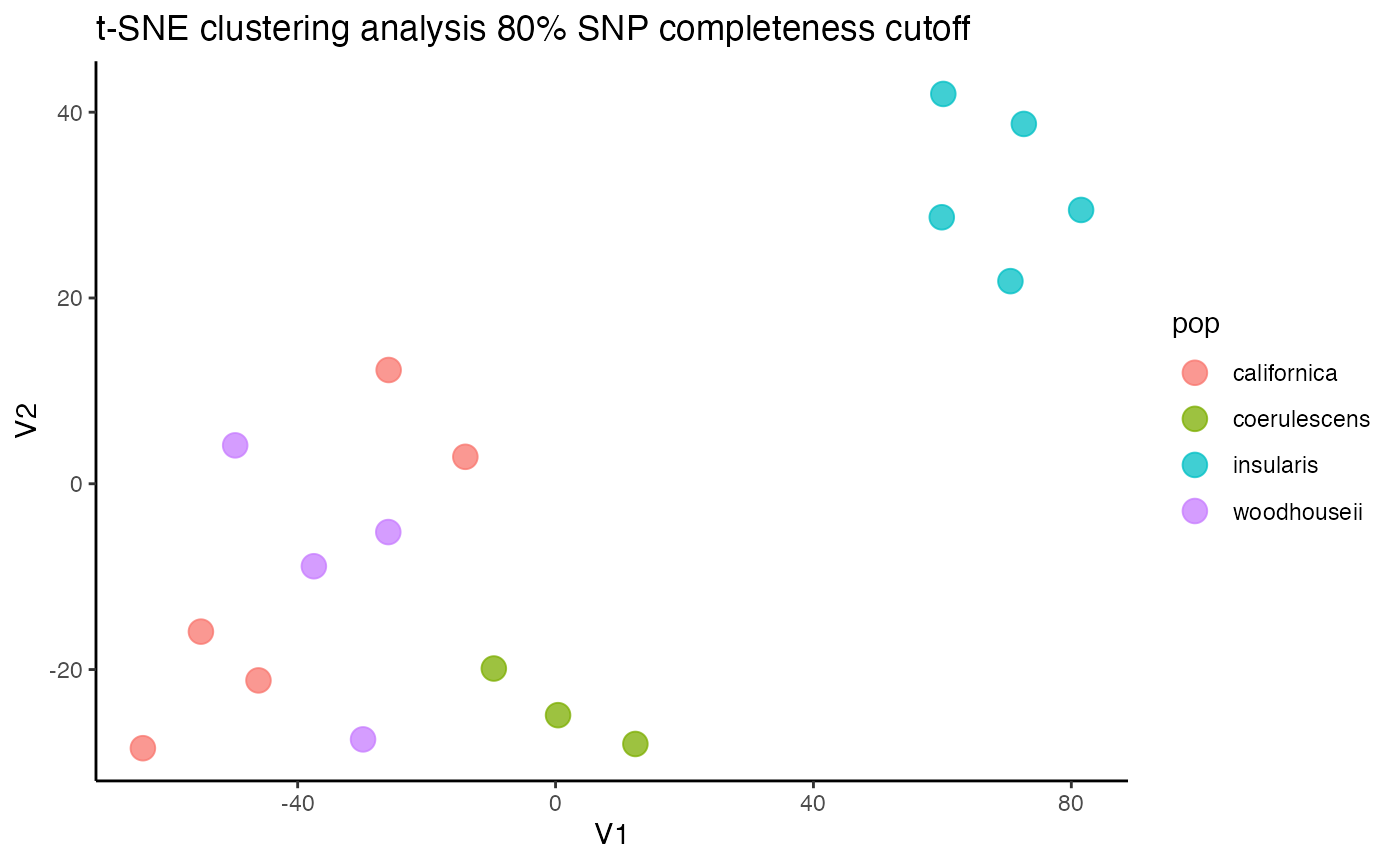 t-SNE clustering analysis 80% SNP completeness cutoff
40
20
0
-20
V2
-40
0
40
80
V1
pop
californica
coerulescens
insularis
woodhouseii